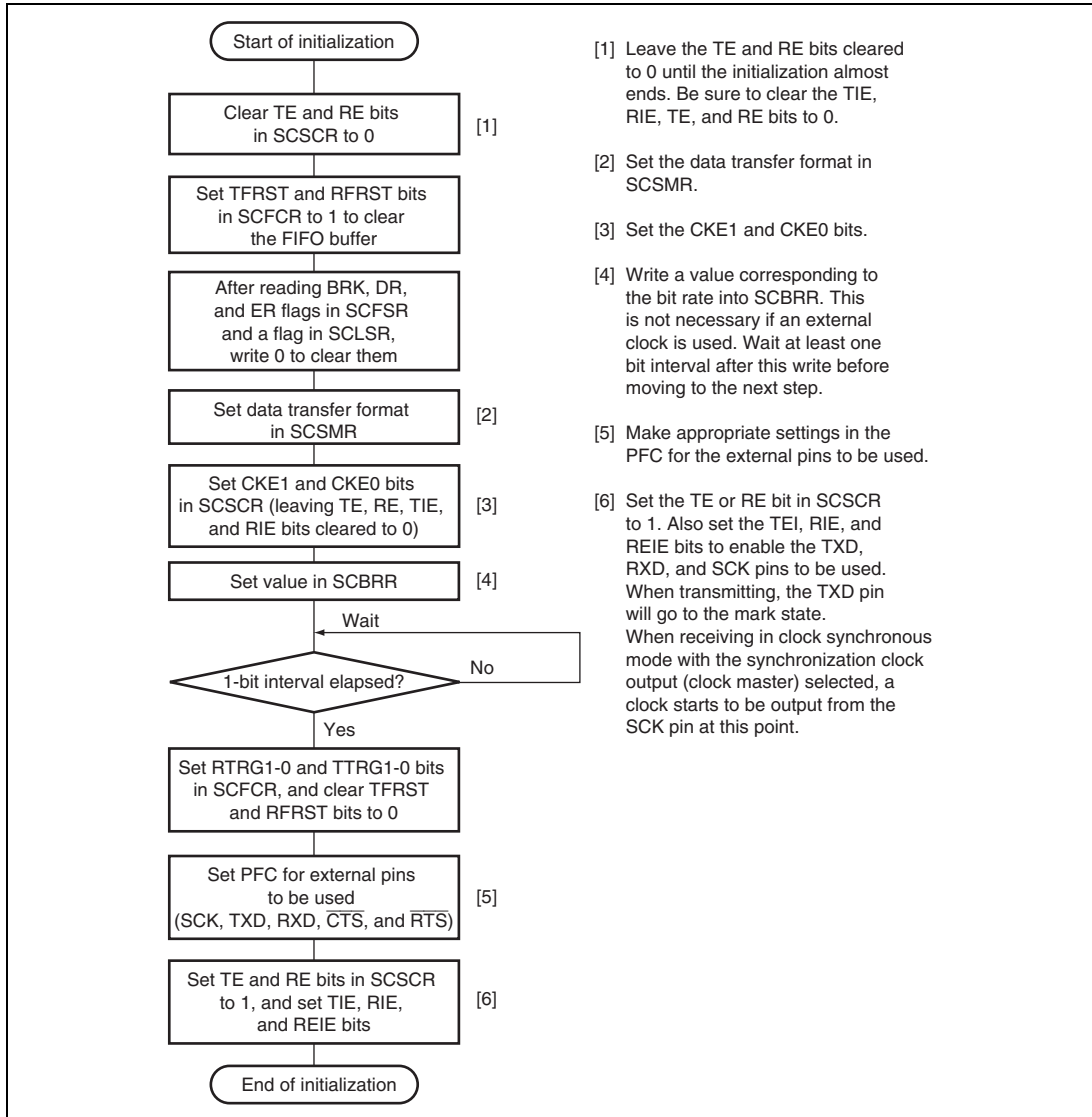 Start of initialization
Clear TE and RE bits
in SCSCR to 0
[1]
Set TFRST and RFRST bits
in SCFCR to 1 to clear
the FIFO buffer
After reading BRK, DR,
and ER flags in SCFSR
and a flag in SCLSR,
write 0 to clear them
Set data transfer format
in SCSMR
[2]
Set CKE1 and CKE0 bits
in SCSCR (leaving TE, RE, TIE,
and RIE bits cleared to 0)
[3]
Set value in SCBRR
[4]
Wait
1-bit interval elapsed?
No
Yes
Set RTRG1-0 and TTRG1-0 bits
in SCFCR, and clear TFRST
and RFRST bits to 0
Set PFC for external pins
to be used
(SCK, TXD, RXD, CTS, and RTS)
[5]
Set TE and RE bits in SCSCR
to 1, and set TIE, RIE,
and REIE bits
[6]
End of initialization
[1] Leave the TE and RE bits cleared
to 0 until the initialization almost
ends. Be sure to clear the TIE,
RIE, TE, and RE bits to 0.
[2] Set the data transfer format in
SCSMR.
[3] Set the CKE1 and CKE0 bits.
[4] Write a value corresponding to
the bit rate into SCBRR. This
is not necessary if an external
clock is used. Wait at least one
bit interval after this write before
moving to the next step.
[5] Make appropriate settings in the
PFC for the external pins to be used.
[6] Set the TE or RE bit in SCSCR
to 1. Also set the TEI, RIE, and
REIE bits to enable the TXD,
RXD, and SCK pins to be used.
When transmitting, the TXD pin
will go to the mark state.
When receiving in clock synchronous
mode with the synchronization clock
output (clock master) selected, a
clock starts to be output from the
SCK pin at this point.